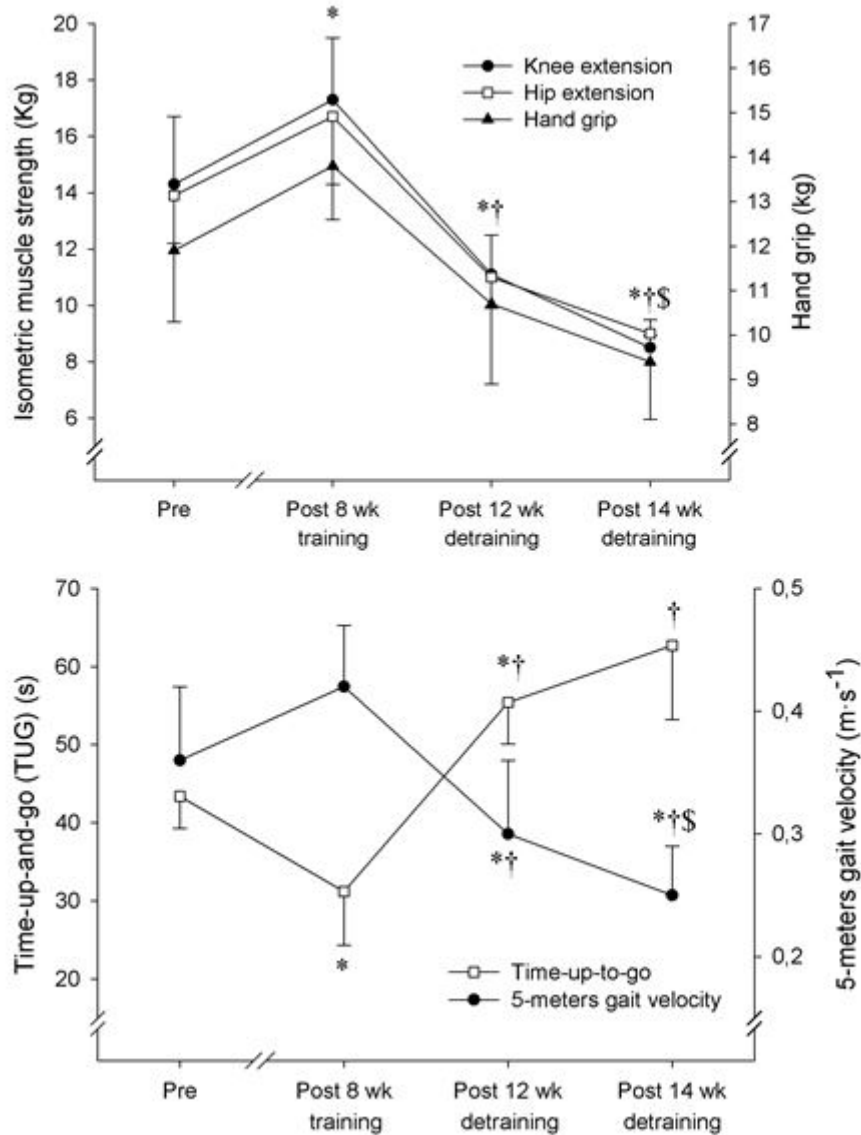 *
20
18
16
14
12
10
8
6
Isometric muscle strength (Kg)
Knee extension
Hip extension
Hand grip
*†
*†$
17
16
15
14
13
12
11
10
9
8
Hand grip (kg)
Pre
Post 8 wk
training
Post 12 wk
detraining
Post 14 wk
detraining
70
60
50
40
30
20
Time-up-and-go (TUG) (s)
*†
†
*†
*†$
*
Time-up-to-go
5-meters gait velocity
0,5
0,4
0,3
0,2
5-meters gait velocity (m·s⁻¹)
Pre
Post 8 wk
training
Post 12 wk
detraining
Post 14 wk
detraining